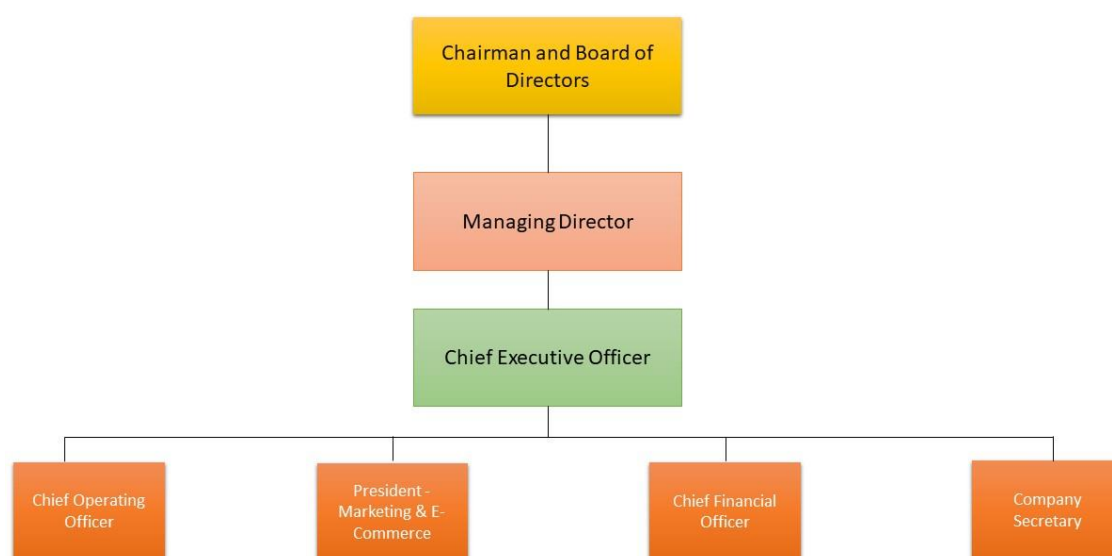 Chairman and Board of
Directors
Managing Director
Chief Executive Officer
Chief Operating
Officer
President -
Marketing & E-
Commerce
Chief Financial
Officer
Company
Secretary